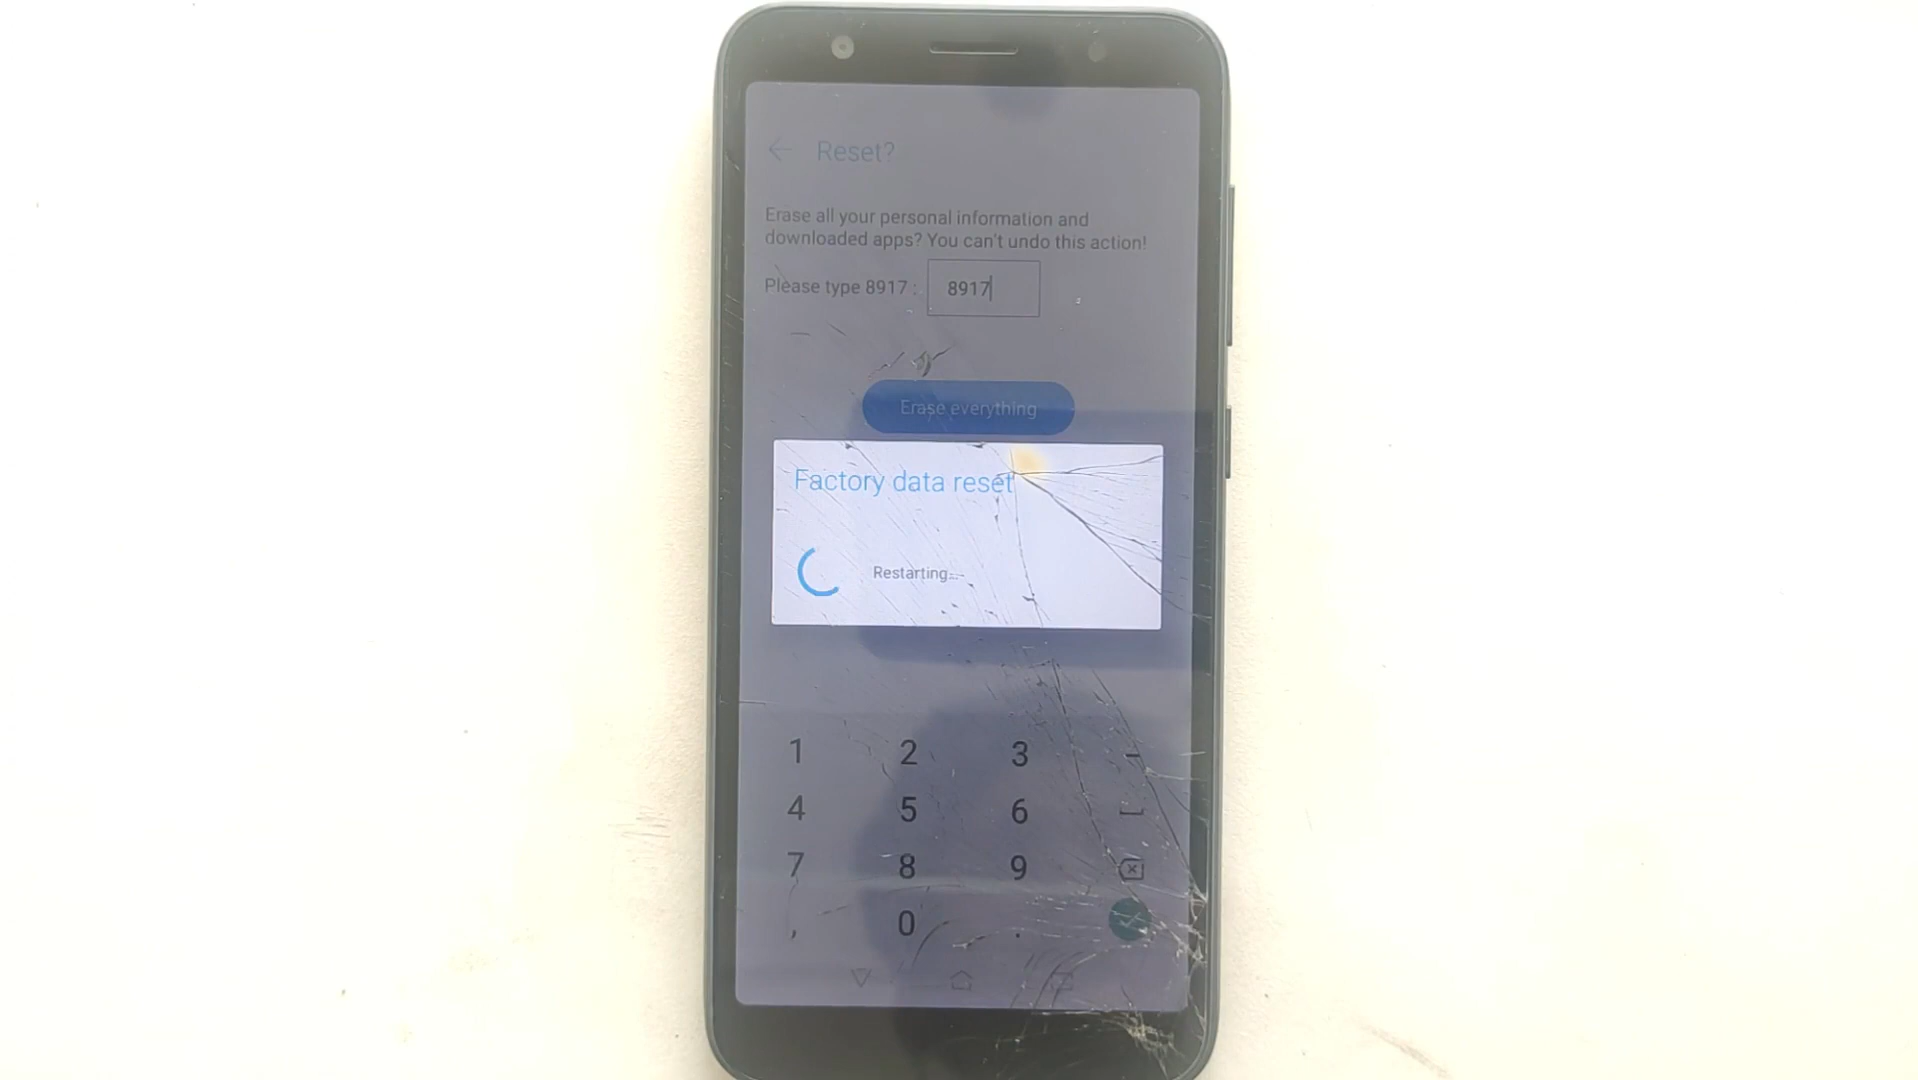 Reset?
Erase all your personal information and
downloaded apps? You can't undo this action!
Please type 8917 : 8917
Erase everything
Factory data reset
Restarting...
1 2 3 -
4 5 6
7 8 9
, 0 .